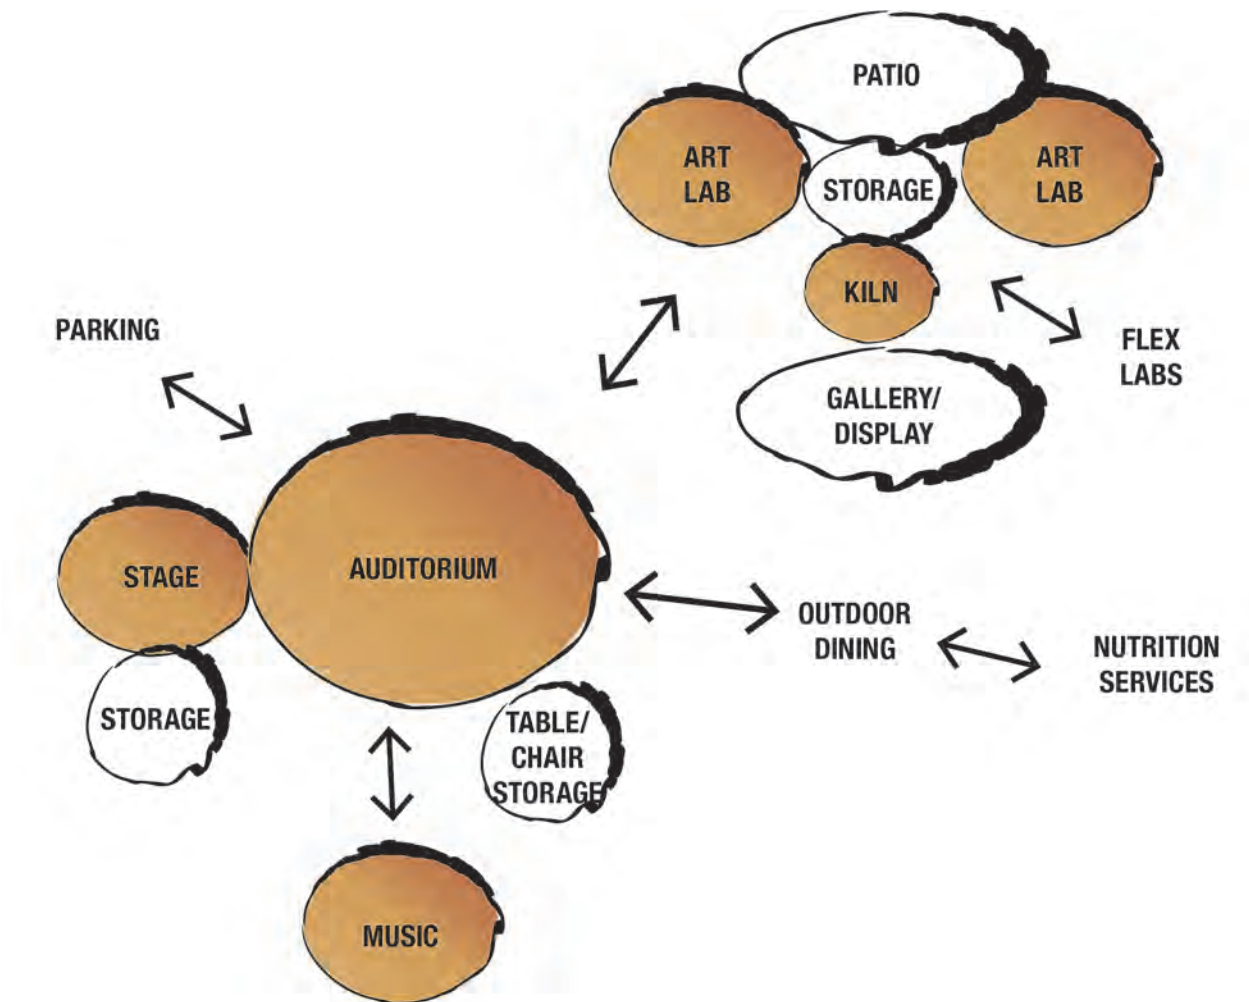 PATIO
ART
LAB
STORAGE
ART
LAB
KILN
PARKING
FLEX
LABS
GALLERY/
DISPLAY
STAGE
AUDITORIUM
OUTDOOR
DINING
NUTRITION
SERVICES
STORAGE
TABLE/
CHAIR
STORAGE
MUSIC